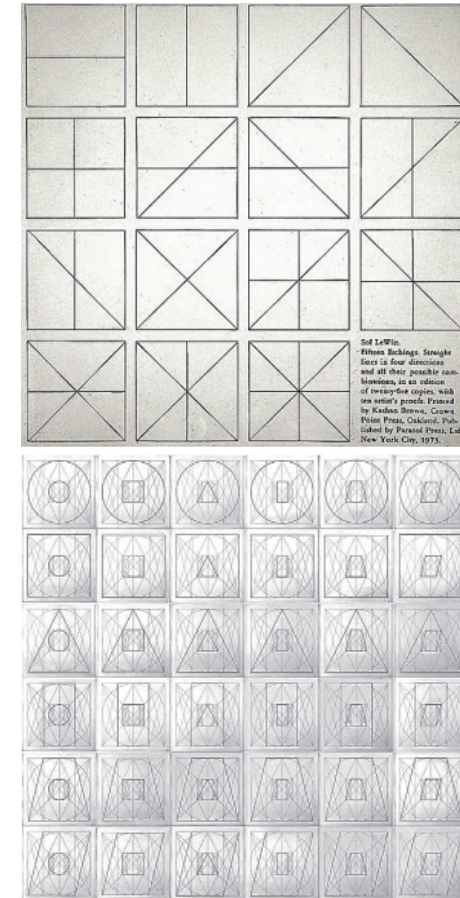 Sol LeWitt.
Fifteen Etchings. Straight
lines in four directions
and all their possible com-
binations, in an edition
of twenty-five copies, with
ten artist's proofs. Printed
by Kathan Brown, Crown
Point Press, Oakland. Pub-
lished by Parasol Press, Ltd
New York City, 1973.